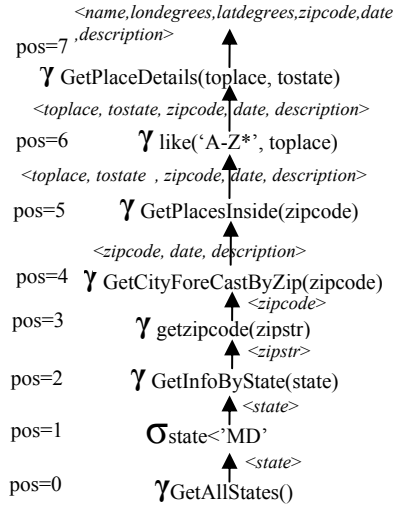 <name,londegrees,latdegrees,zipcode,date
,description>
pos=7
γ GetPlaceDetails(toplace, tostate)
<toplace, tostate, zipcode, date, description>
pos=6 γ like(‘A-Z*’, toplace)
<toplace, tostate , zipcode, date, description>
pos=5 γ GetPlacesInside(zipcode)
<zipcode, date, description>
pos=4 γ GetCityForeCastByZip(zipcode)
<zipcode>
pos=3 γ getzipcode(zipstr)
<zipstr>
pos=2 γ GetInfoByState(state)
<state>
pos=1 σstate<’MD’
<state>
pos=0 γGetAllStates()